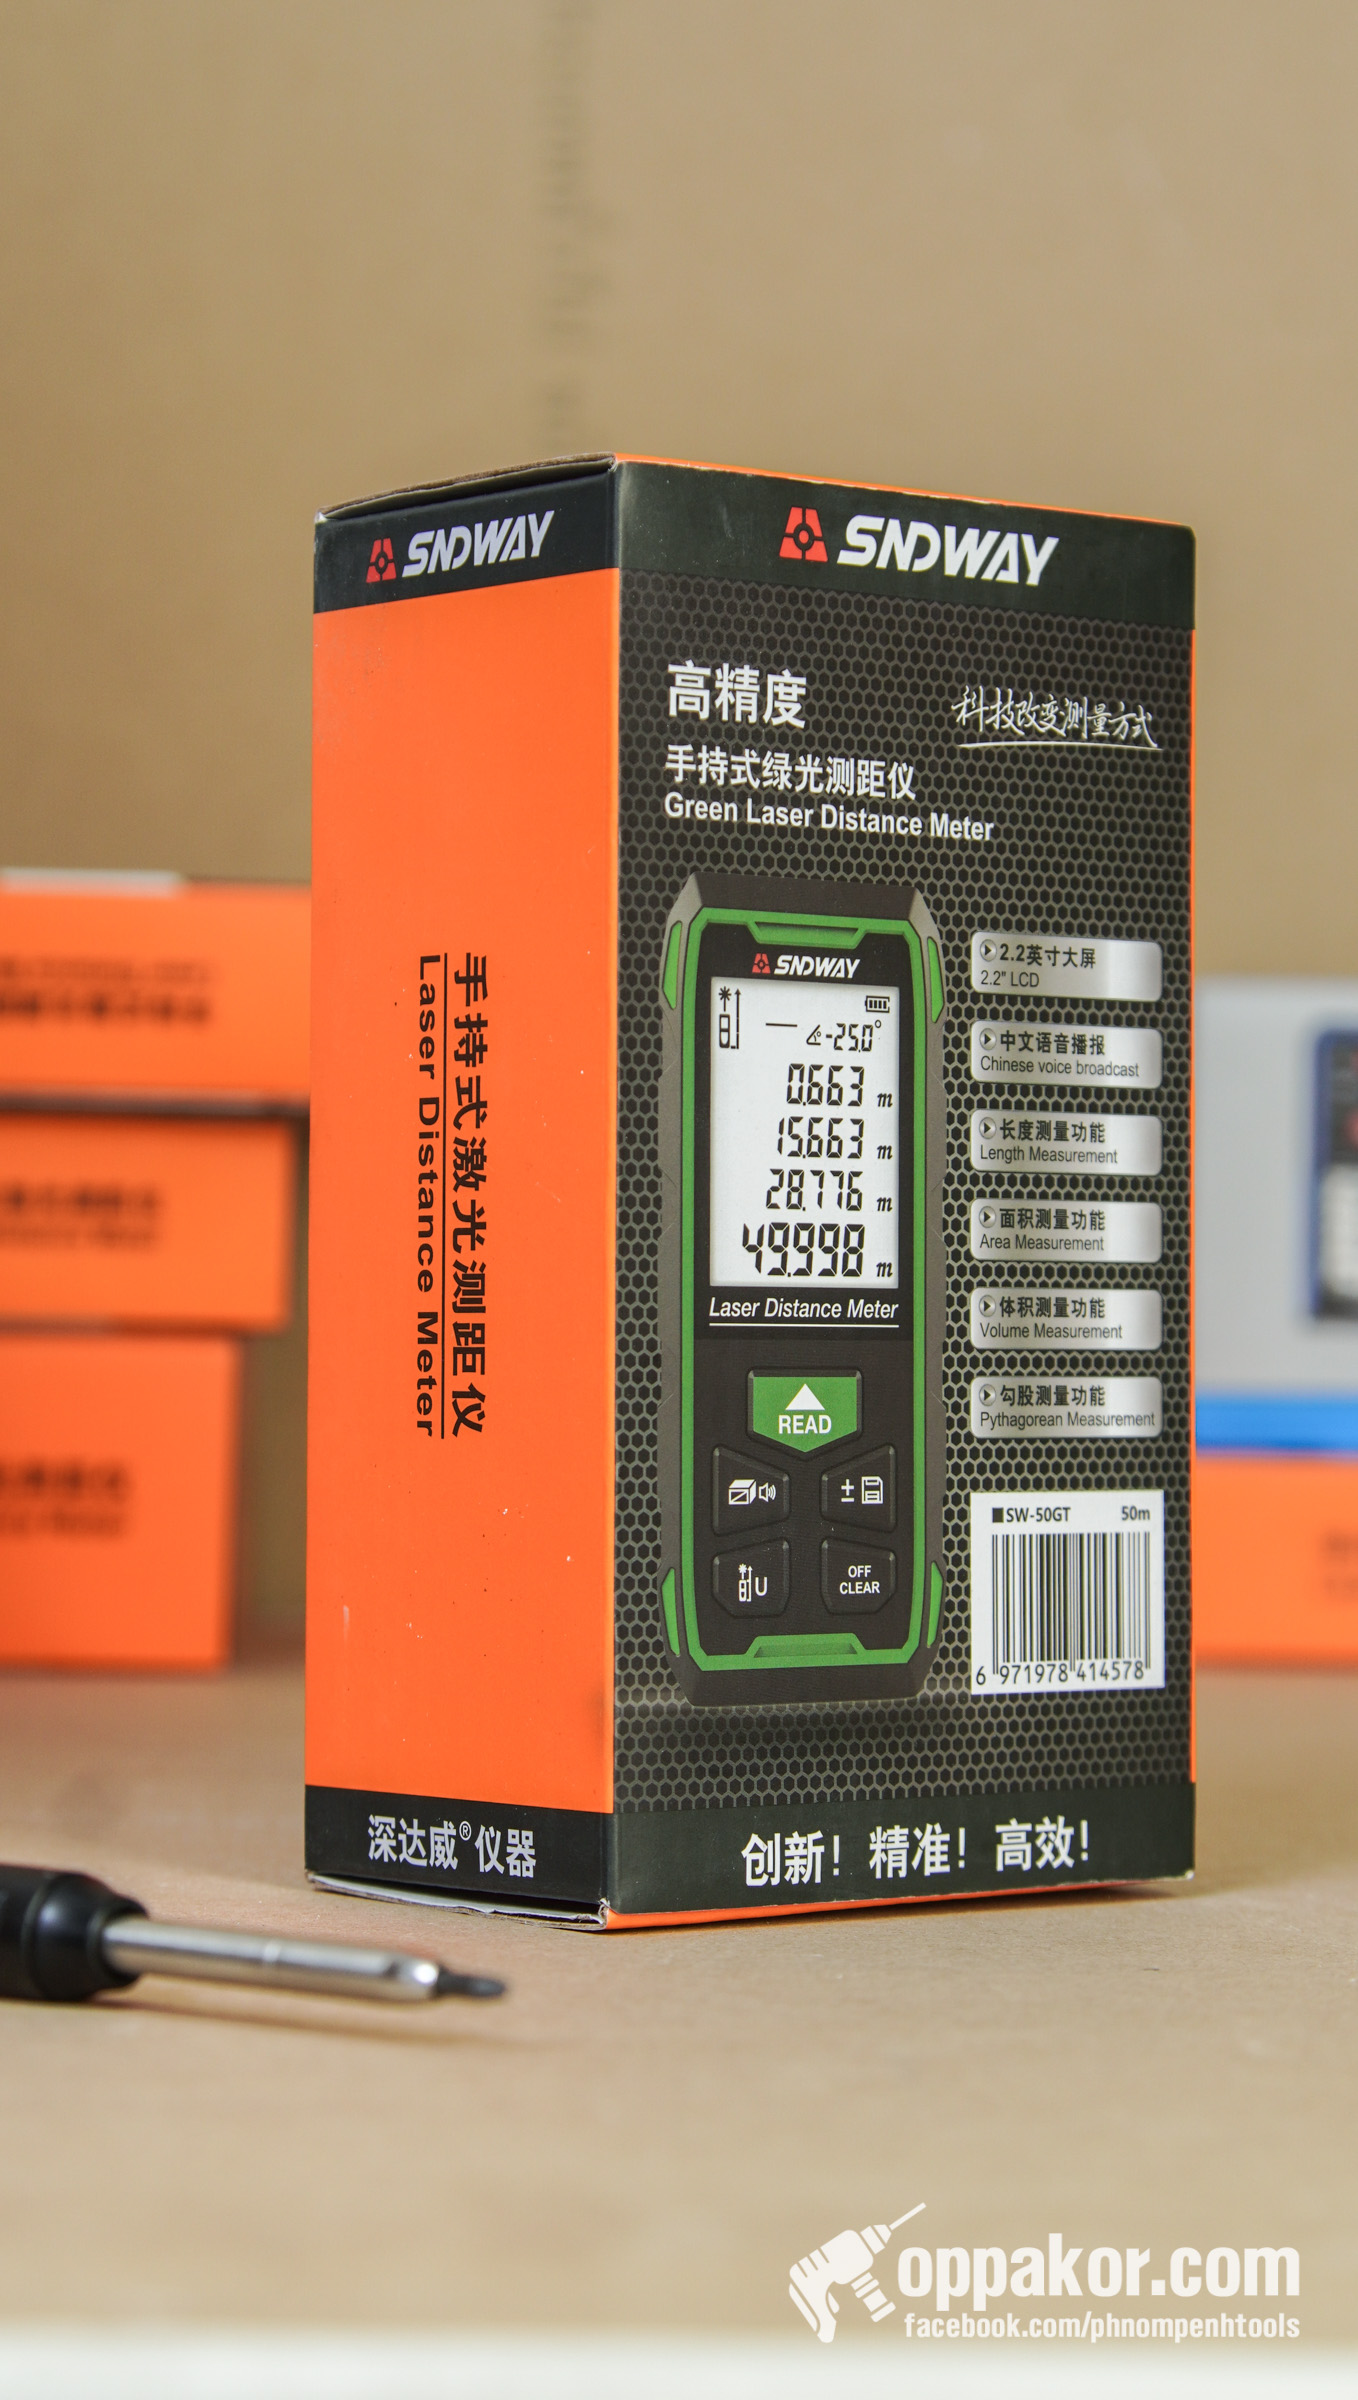 SNDWAY
手持式激光测距仪
Laser Distance Meter
深达威®仪器
SNDWAY
高精度
科技改变测量方式
手持式绿光测距仪
Green Laser Distance Meter
SNDWAY
-25.0°
0.663 m
15.663 m
28.776 m
49.998 m
Laser Distance Meter
READ
±
U
OFF
CLEAR
2.2英寸大屏
2.2" LCD
中文语音播报
Chinese voice broadcast
长度测量功能
Length Measurement
面积测量功能
Area Measurement
体积测量功能
Volume Measurement
勾股测量功能
Pythagorean Measurement
■SW-50GT 50m
6 971978 414578
创新！精准！高效！
oppakor.com
facebook.com/phnompenhtools